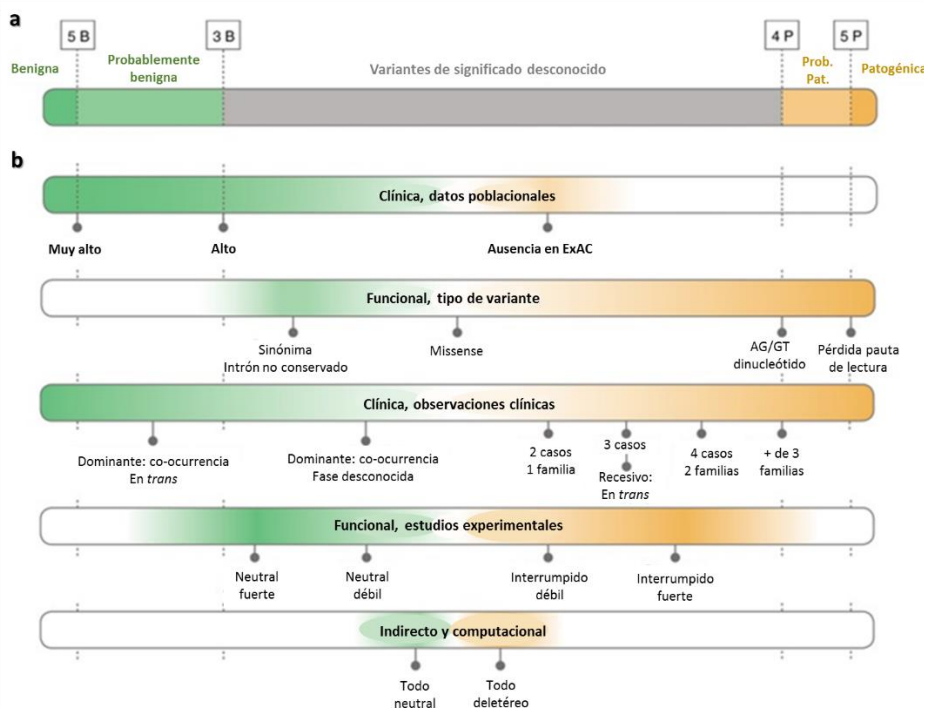 a
5 B
3 B
4 P
5 P
Benigna
Probablemente
benigna
Variantes de significado desconocido
Prob.
Pat.
Patogénica
b
Clínica, datos poblacionales
Muy alto
Alto
Ausencia en ExAC
Funcional, tipo de variante
Sinónima
Intrón no conservado
Missense
AG/GT
dinucleótido
Pérdida pauta
de lectura
Clínica, observaciones clínicas
Dominante: co-ocurrencia
En trans
Dominante: co-ocurrencia
Fase desconocida
2 casos
1 familia
3 casos
Recesivo:
En trans
4 casos
2 familias
+ de 3
familias
Funcional, estudios experimentales
Neutral
fuerte
Neutral
débil
Interrumpido
débil
Interrumpido
fuerte
Indirecto y computacional
Todo
neutral
Todo
deletéreo